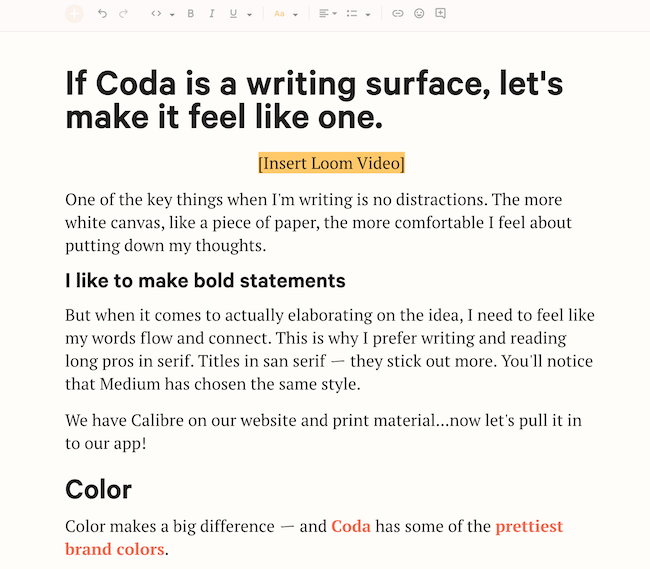 B I U Aa
If Coda is a writing surface, let's
make it feel like one.
[Insert Loom Video]
One of the key things when I'm writing is no distractions. The more
white canvas, like a piece of paper, the more comfortable I feel about
putting down my thoughts.
I like to make bold statements
But when it comes to actually elaborating on the idea, I need to feel like
my words flow and connect. This is why I prefer writing and reading
long pros in serif. Titles in san serif — they stick out more. You'll notice
that Medium has chosen the same style.
We have Calibre on our website and print material...now let's pull it in
to our app!
Color
Color makes a big difference — and Coda has some of the prettiest
brand colors.